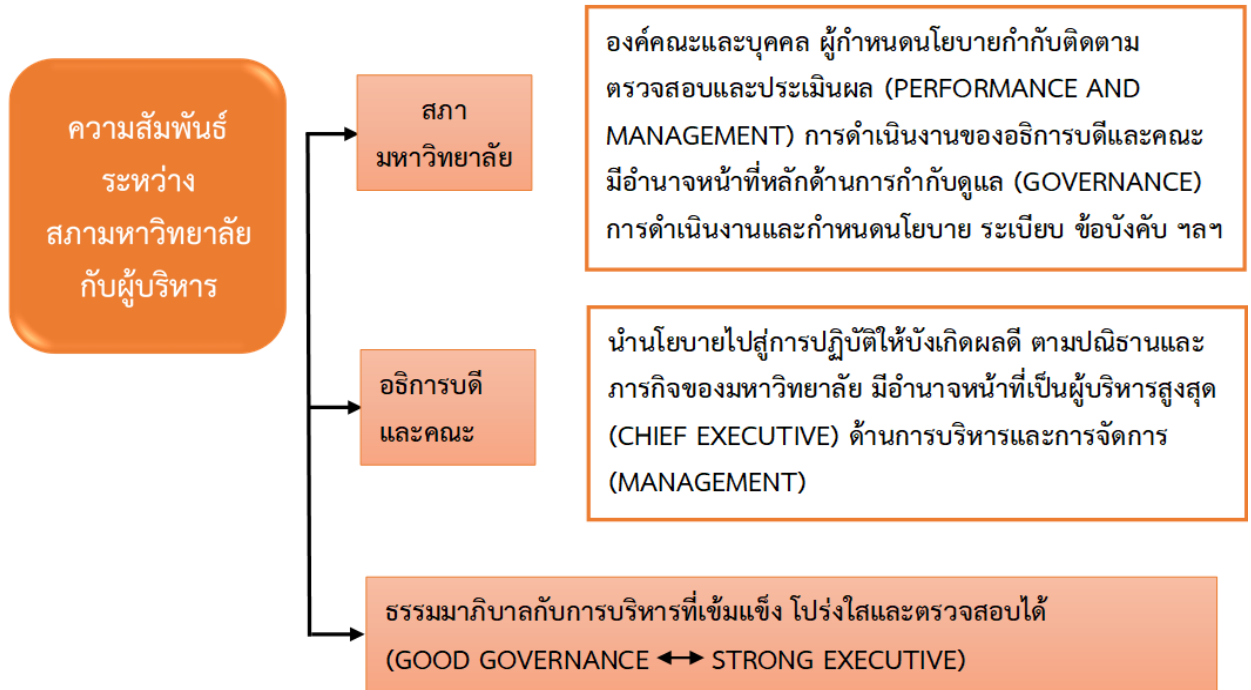 ความสัมพันธ์
ระหว่าง
สภามหาวิทยาลัย
กับผู้บริหาร
สภา
มหาวิทยาลัย
องค์คณะและบุคคล ผู้กำหนดนโยบายกำกับติดตาม
ตรวจสอบและประเมินผล (PERFORMANCE AND
MANAGEMENT) การดำเนินงานของอธิการบดีและคณะ
มีอำนาจหน้าที่หลักด้านการกำกับดูแล (GOVERNANCE)
การดำเนินงานและกำหนดนโยบาย ระเบียบ ข้อบังคับ ฯลฯ
อธิการบดี
และคณะ
นำนโยบายไปสู่การปฏิบัติให้บังเกิดผลดี ตามปณิธานและ
ภารกิจของมหาวิทยาลัย มีอำนาจหน้าที่เป็นผู้บริหารสูงสุด
(CHIEF EXECUTIVE) ด้านการบริหารและการจัดการ
(MANAGEMENT)
ธรรมมาภิบาลกับการบริหารที่เข้มแข็ง โปร่งใสและตรวจสอบได้
(GOOD GOVERNANCE ↔ STRONG EXECUTIVE)